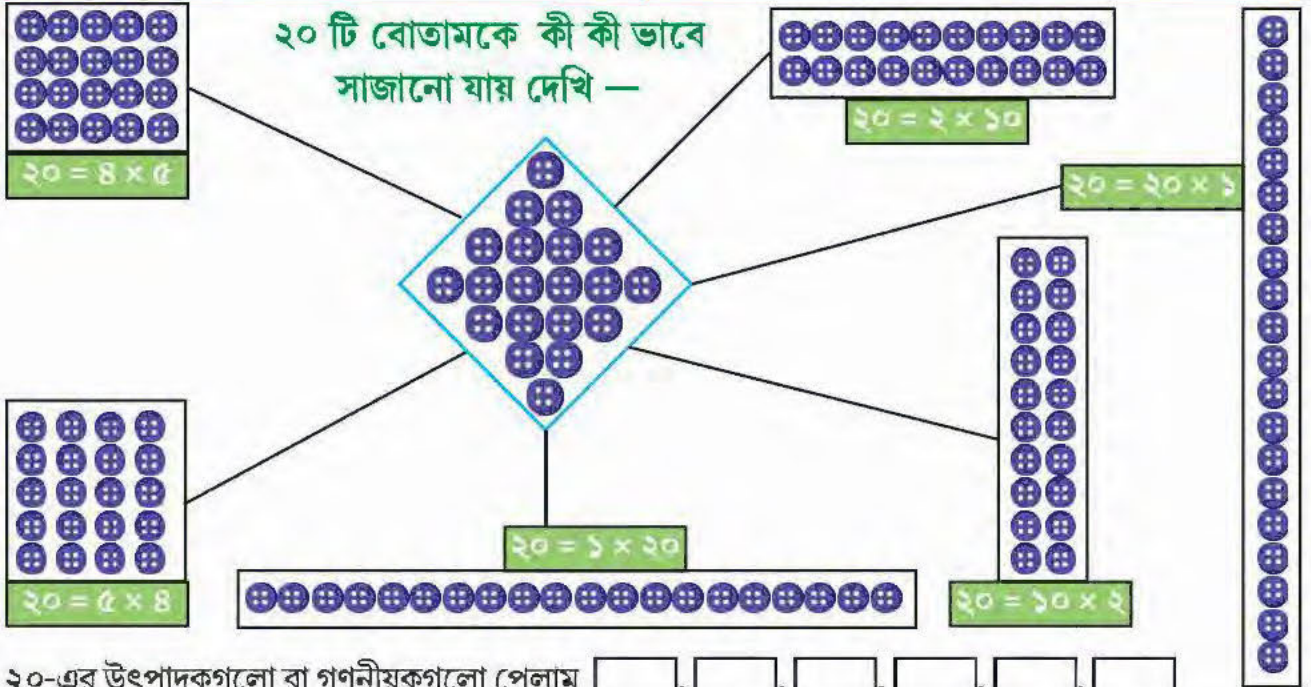 ২০ টি বোতামকে কী কী ভাবে
সাজানো যায় দেখি —
২০ = ৪ × ৫
২০ = ২ × ১০
২০ = ২০ × ১
২০ = ৫ × ৪
২০ = ১ × ২০
২০ = ১০ × ২
২০-এর উৎপাদকগুলো বা গুণনীয়কগুলো পেলাম